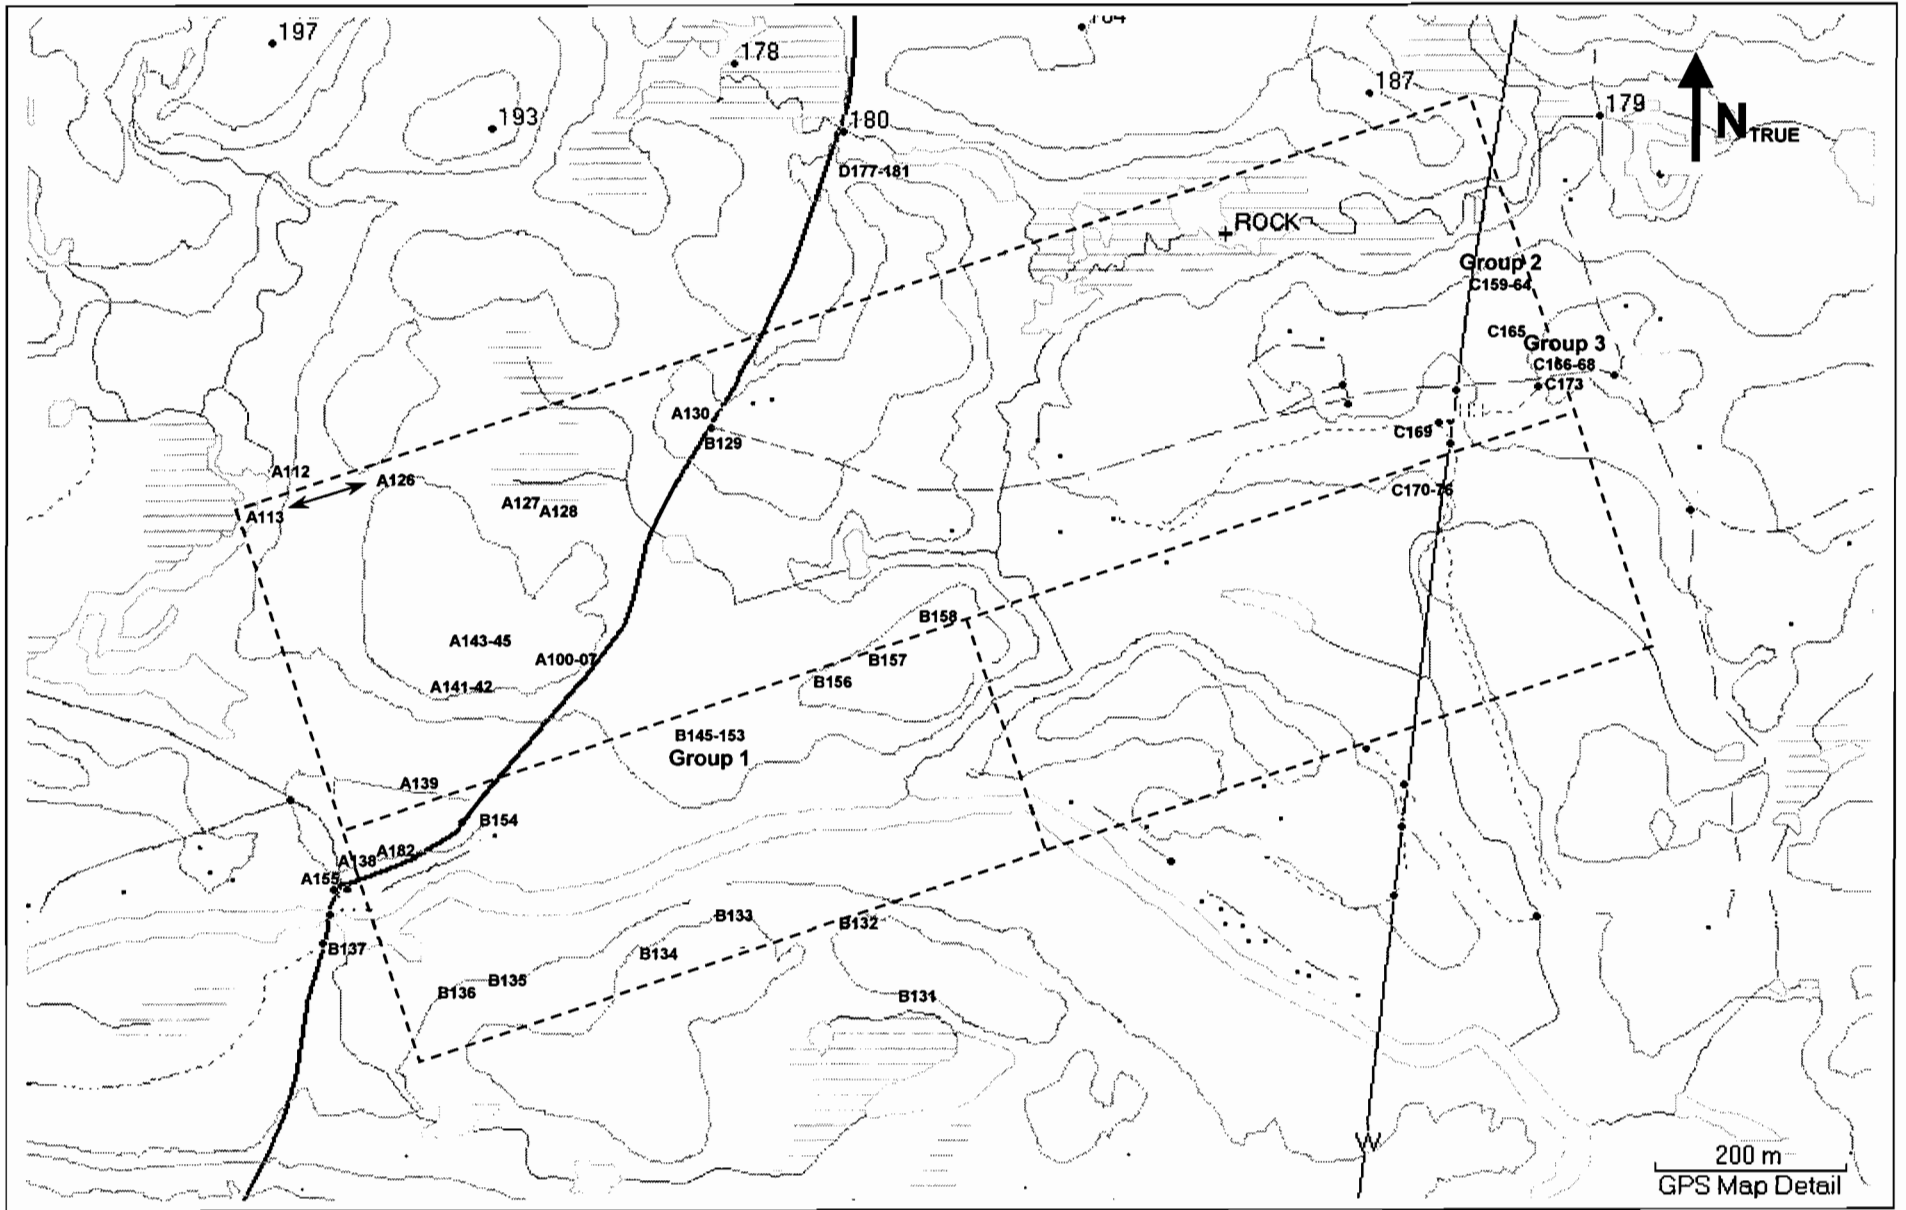 197
178
187
179
193
180
N TRUE
D177-181
ROCK
Group 2
C159-64
C165
Group 3
C166-68
C173
A130
B129
C169
A112
A126
A113
A127
A128
C170-76
B158
A143-45
A100-07
B157
A141-42
B156
B145-153
Group 1
A139
B154
A138
A182
A155
B133
B132
B137
B134
B135
B136
B131
W
200 m
GPS Map Detail